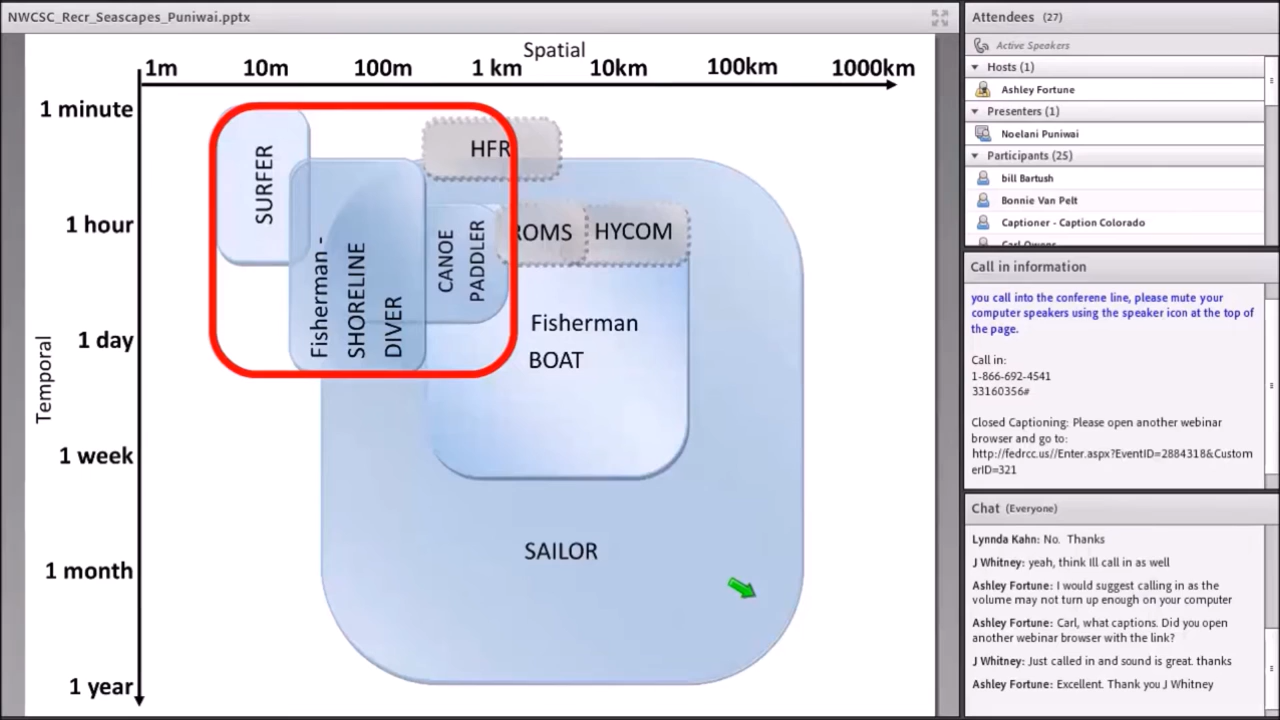 NWCSC_Recr_Seascapes_Puniwai.pptx
Spatial
1m 10m 100m 1 km 10km 100km 1000km
Temporal
1 minute
1 hour
1 day
1 week
1 month
1 year
SURFER
Fisherman -
SHORELINE
DIVER
CANOE
PADDLER
HFR
ROMS
HYCOM
Fisherman
BOAT
SAILOR
Attendees (27)
Active Speakers
Hosts (1)
Ashley Fortune
Presenters (1)
Noelani Puniwai
Participants (25)
bill Bartush
Bonnie Van Pelt
Captioner - Caption Colorado
Carl Owens
Call in information
you call into the conferene line, please mute your
computer speakers using the speaker icon at the top of
the page.
Call in:
1-866-692-4541
33160356#
Closed Captioning: Please open another webinar
browser and go to:
http://fedrcc.us//Enter.aspx?EventID=2884318&Custom
erID=321
Chat (Everyone)
Lynnda Kahn: No. Thanks
J Whitney: yeah, think Ill call in as well
Ashley Fortune: I would suggest calling in as the
volume may not turn up enough on your computer
Ashley Fortune: Carl, what captions. Did you open
another webinar browser with the link?
J Whitney: Just called in and sound is great. thanks
Ashley Fortune: Excellent. Thank you J Whitney